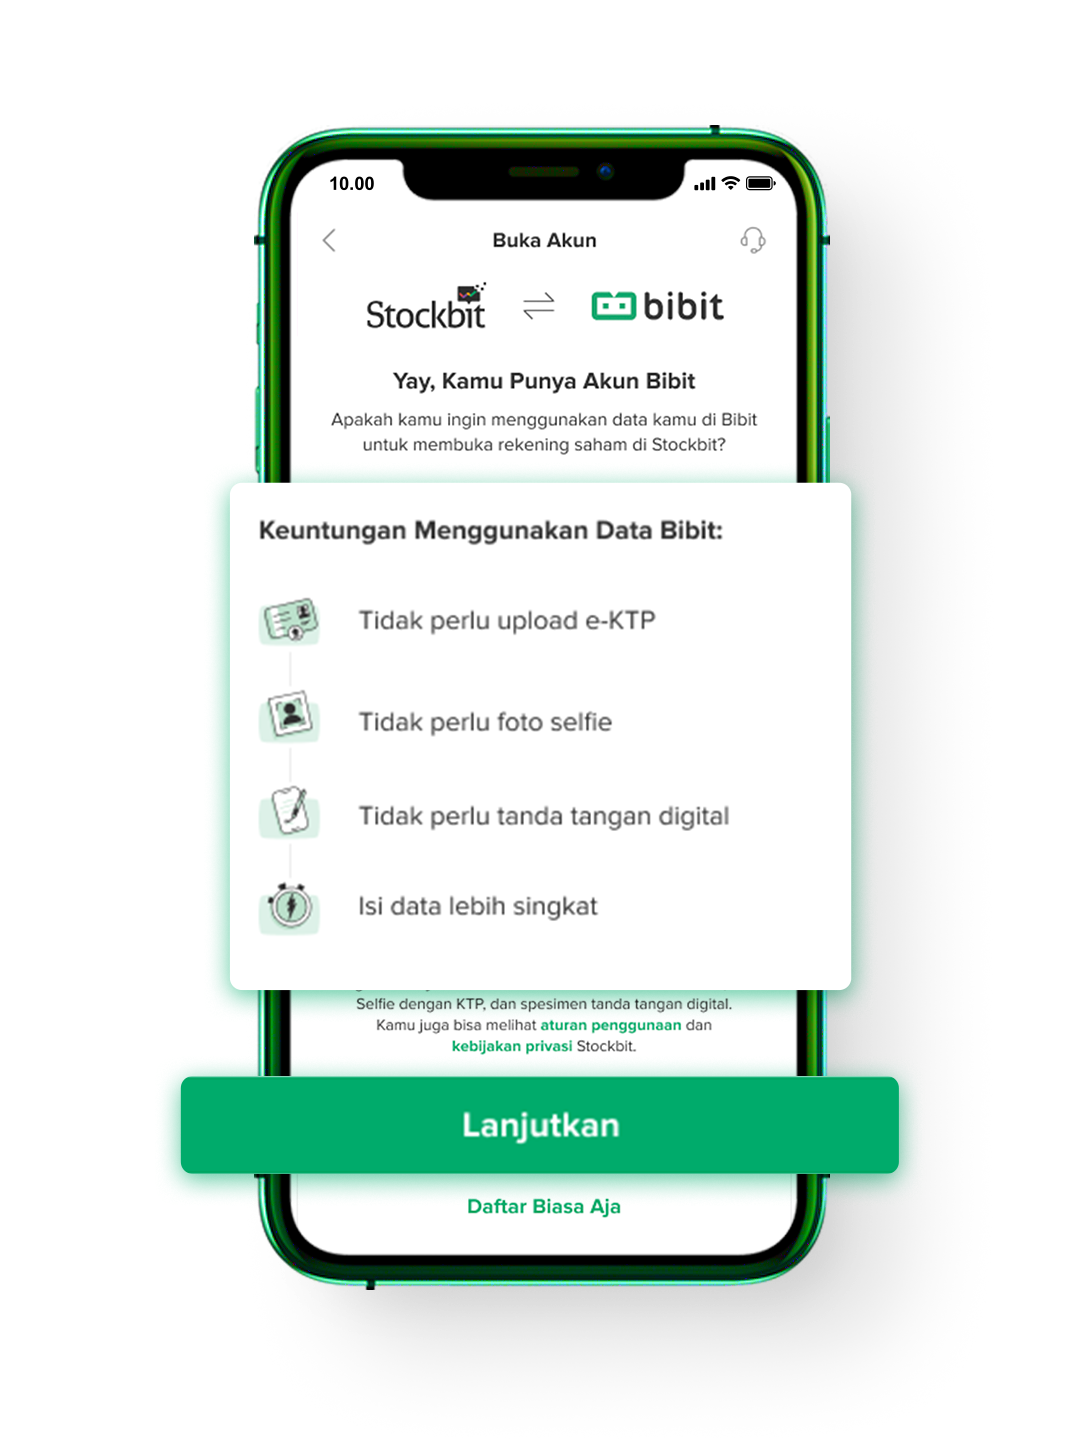 10.00
Buka Akun
Stockbit
bibit
Yay, Kamu Punya Akun Bibit
Apakah kamu ingin menggunakan data kamu di Bibit
untuk membuka rekening saham di Stockbit?
Keuntungan Menggunakan Data Bibit:
Tidak perlu upload e-KTP
Tidak perlu foto selfie
Tidak perlu tanda tangan digital
Isi data lebih singkat
Selfie dengan KTP, dan spesimen tanda tangan digital.
Kamu juga bisa melihat aturan penggunaan dan
kebijakan privasi Stockbit.
Lanjutkan
Daftar Biasa Aja